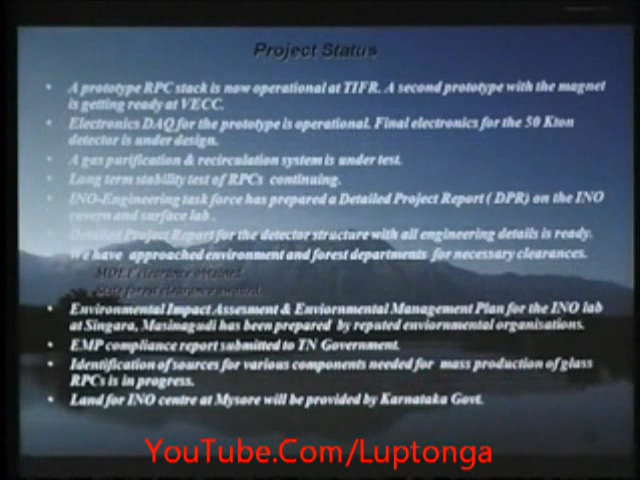 Project Status
• A prototype RPC stack is now operational at TIFR. A second prototype with the magnet
is getting ready at VECC.
• Electronics DAQ for the prototype is operational. Final electronics for the 50 Kton
detector is under design.
• A gas purification & recirculation system is under test.
• Long term stability test of RPCs continuing.
• INO-Engineering task force has prepared a Detailed Project Report ( DPR) on the INO
cavern and surface lab .
• Detailed Project Report for the detector structure with all engineering details is ready.
• We have approached environment and forest departments for necessary clearances.
MOEF clearance obtained
State forest clearance awaited
• Environmental Impact Assesment & Enviornmental Management Plan for the INO lab
at Singara, Masinagudi has been prepared by reputed enviornmental organisations.
• EMP compliance report submitted to TN Government.
• Identification of sources for various components needed for mass production of glass
RPCs is in progress.
• Land for INO centre at Mysore will be provided by Karnataka Govt.
YouTube.Com/Luptonga